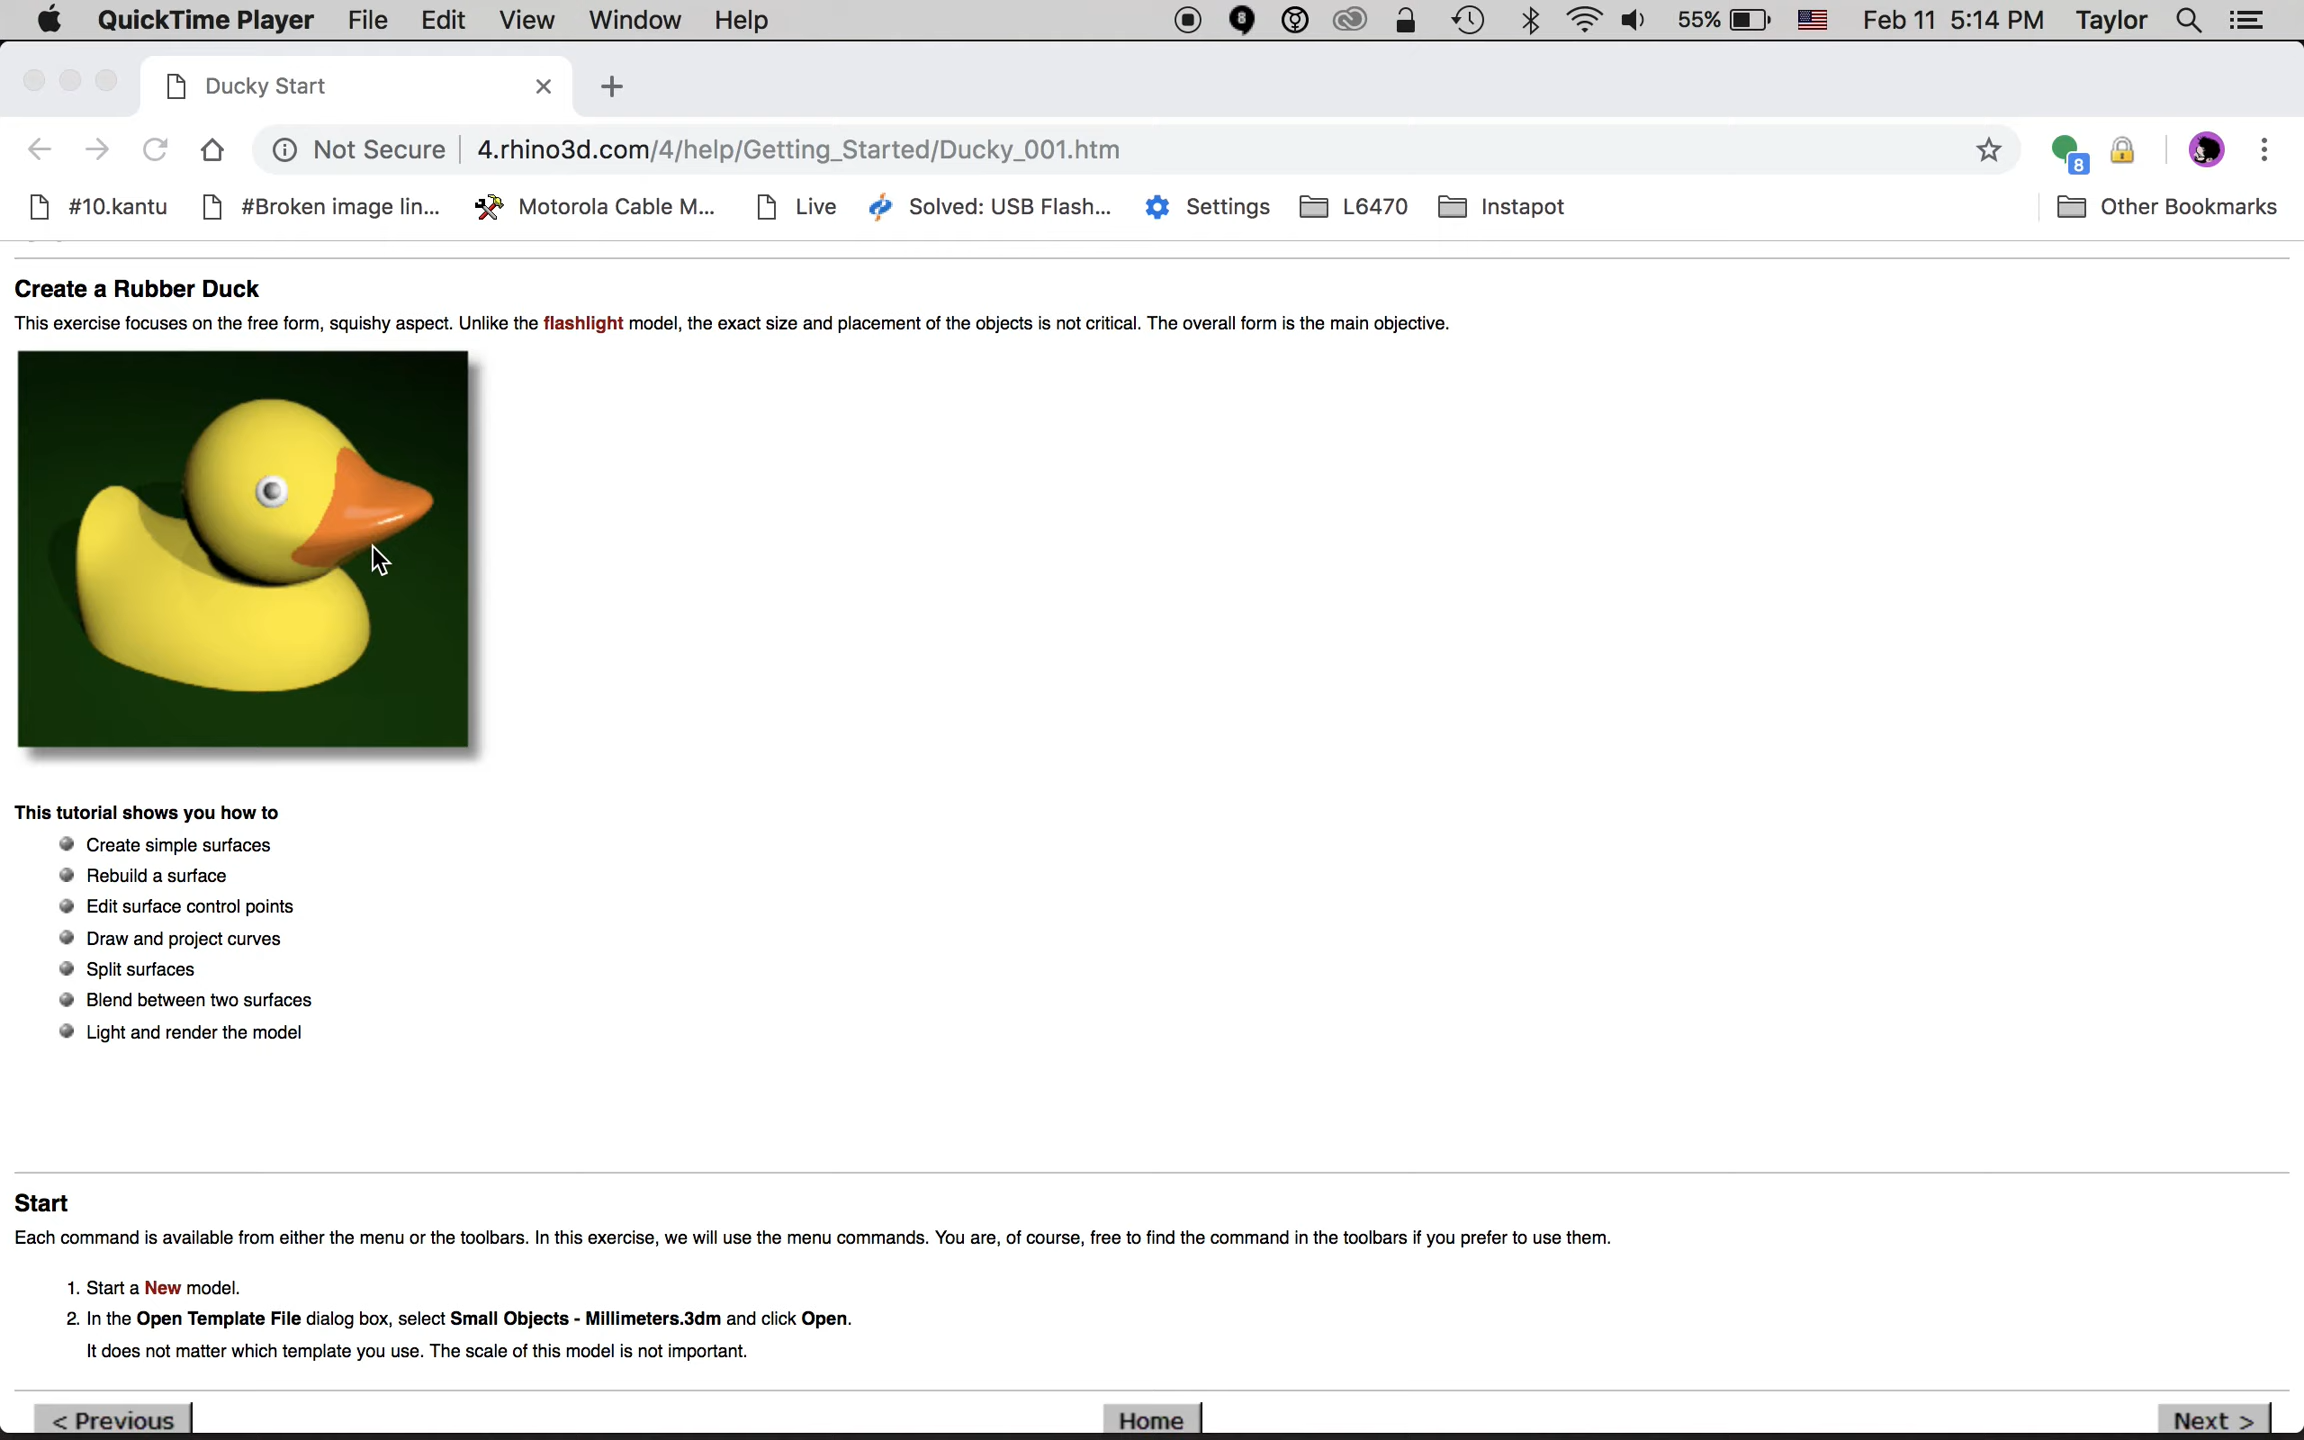 QuickTime Player File Edit View Window Help 8 55% Feb 11 5:14 PM Taylor
Ducky Start
Not Secure 4.rhino3d.com/4/help/Getting_Started/Ducky_001.htm 8
#10.kantu #Broken image lin... Motorola Cable M... Live Solved: USB Flash... Settings L6470 Instapot Other Bookmarks
Create a Rubber Duck
This exercise focuses on the free form, squishy aspect. Unlike the flashlight model, the exact size and placement of the objects is not critical. The overall form is the main objective.
This tutorial shows you how to
Create simple surfaces
Rebuild a surface
Edit surface control points
Draw and project curves
Split surfaces
Blend between two surfaces
Light and render the model
Start
Each command is available from either the menu or the toolbars. In this exercise, we will use the menu commands. You are, of course, free to find the command in the toolbars if you prefer to use them.
1. Start a New model.
2. In the Open Template File dialog box, select Small Objects - Millimeters.3dm and click Open.
It does not matter which template you use. The scale of this model is not important.
< Previous Home Next >